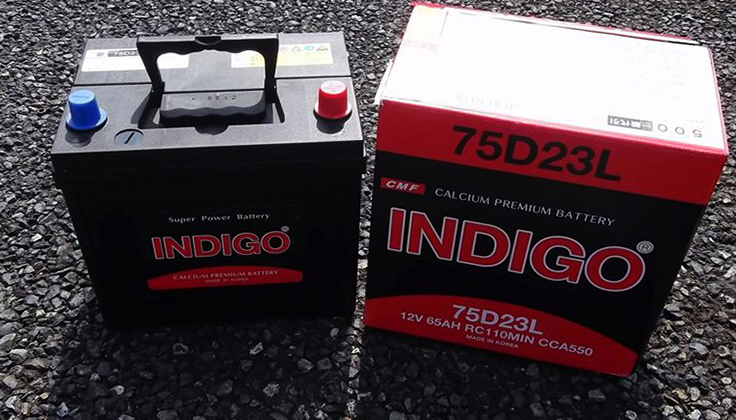 75D23
Super Power Battery
INDIGO®
CALCIUM PREMIUM BATTERY
MADE IN KOREA
75D23L
CMF CALCIUM PREMIUM BATTERY
INDIGO®
75D23L
12V 65AH RC110MIN CCA550
MADE IN KOREA